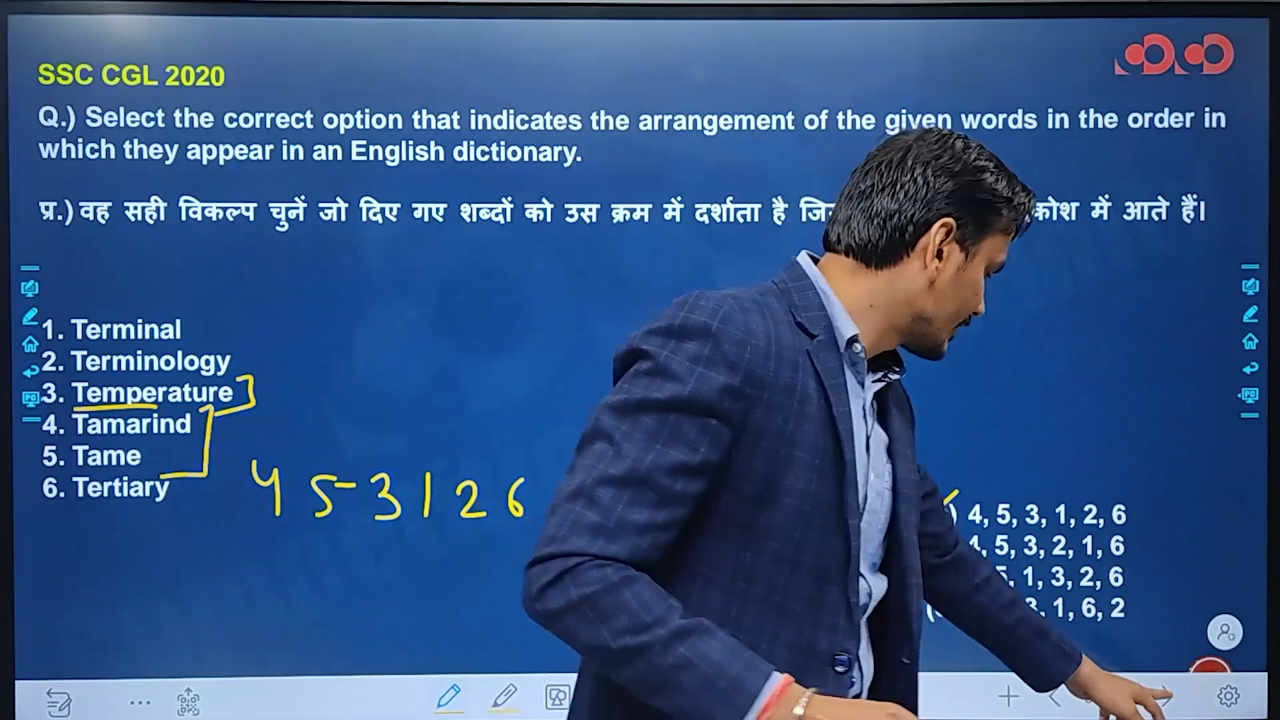 SSC CGL 2020
Q.) Select the correct option that indicates the arrangement of the given words in the order in
which they appear in an English dictionary.
प्र.) वह सही विकल्प चुनें जो दिए गए शब्दों को उस क्रम में दर्शाता है में आते हैं।
1. Terminal
2. Terminology
3. Temperature
4. Tamarind
5. Tame
6. Tertiary
4 5 3 1 2 6
) 4, 5, 3, 1, 2, 6
4, 5, 3, 2, 1, 6
5, 1, 3, 2, 6
3, 1, 6, 2